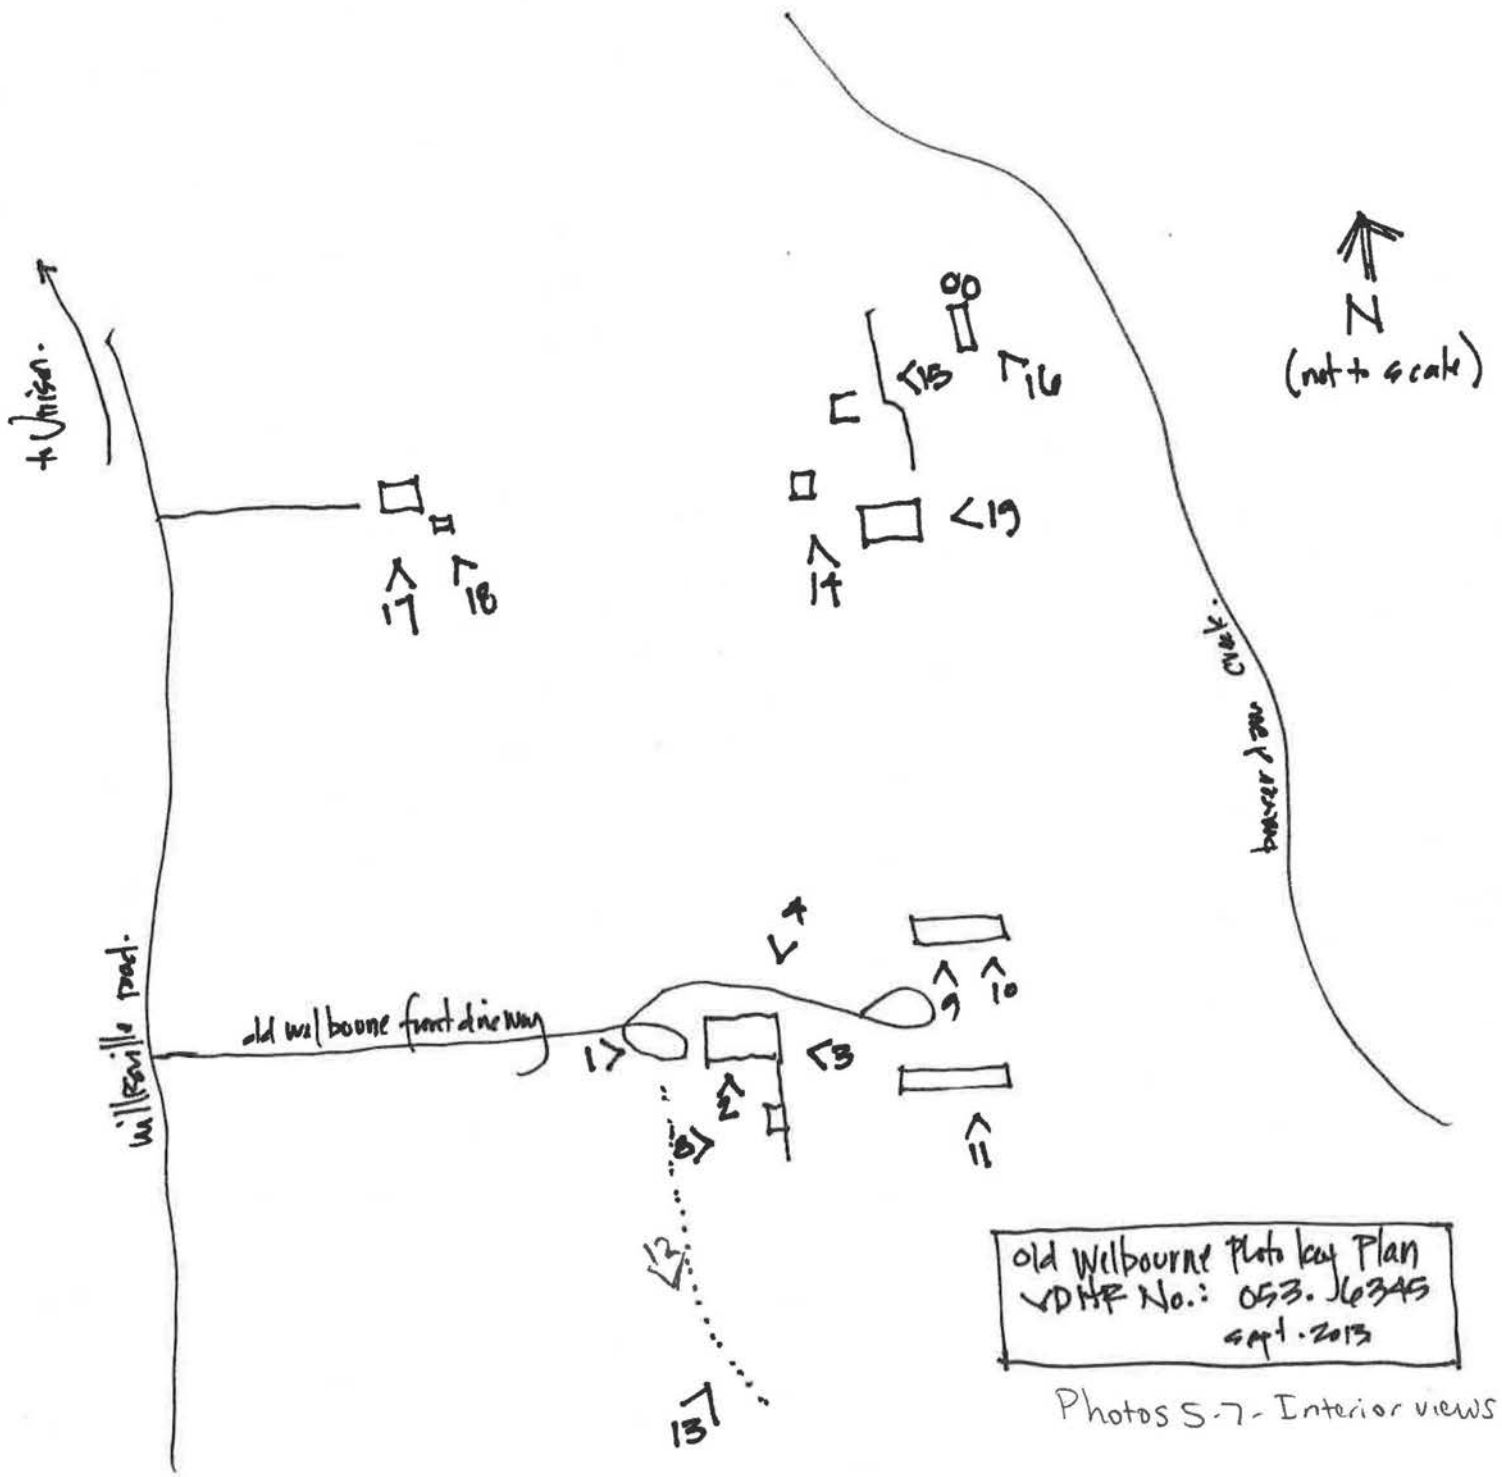 N
(not to scale)
to Unison.
15
16
19
14
17
18
beaverdam creek.
4
9
10
old welbourne front driveway
1
3
2
8
11
willisville road.
12
13
old Welbourne Photo key Plan
VDHR No.: 053.6345
sept. 2013
Photos 5-7- Interior views